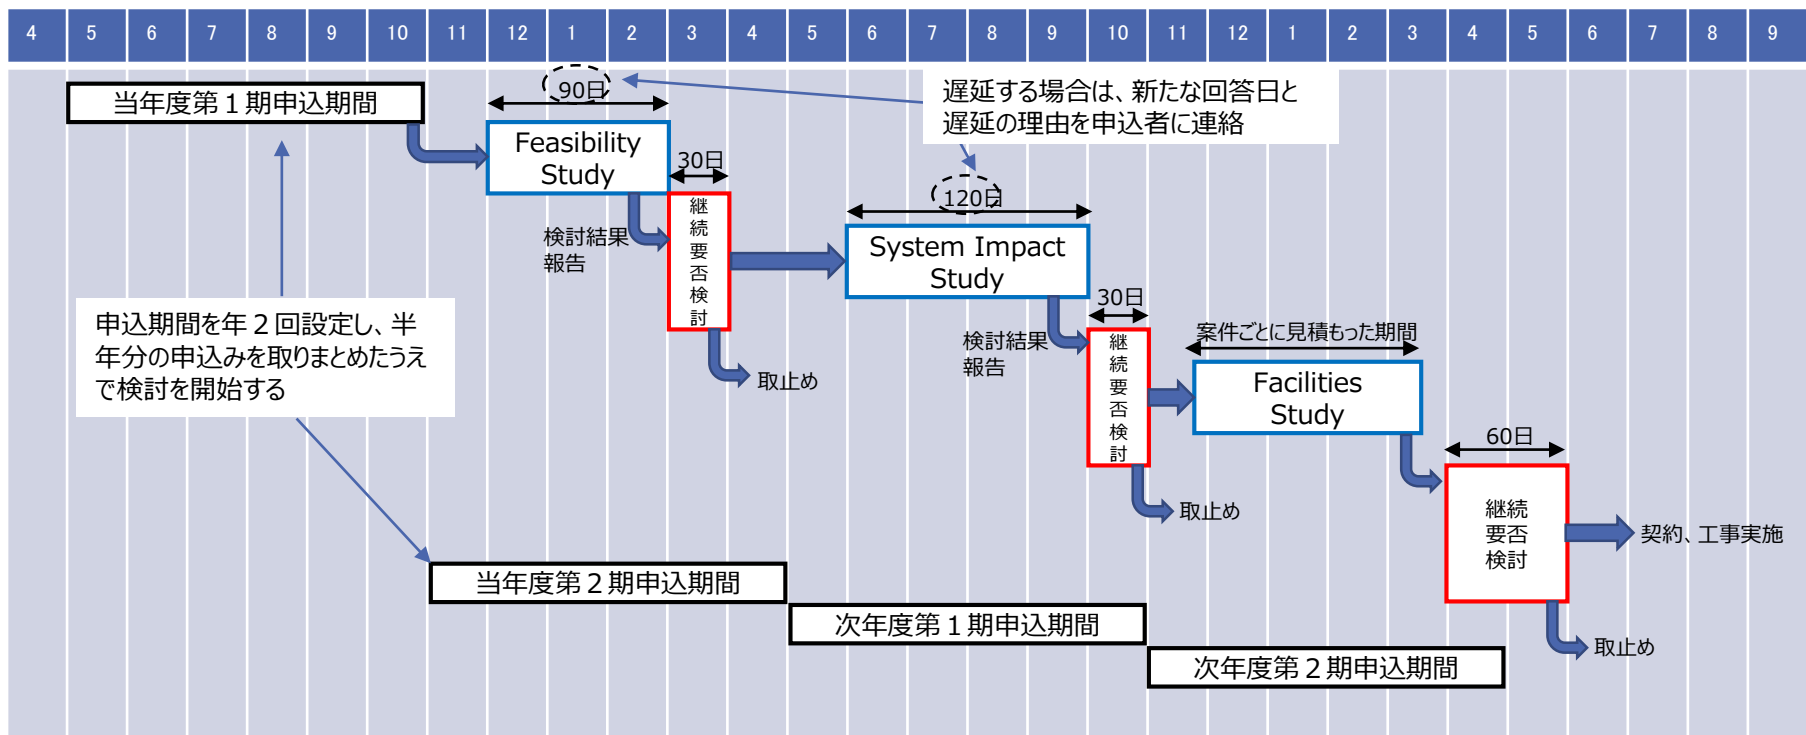 4 5 6 7 8 9 10 11 12 1 2 3 4 5 6 7 8 9 10 11 12 1 2 3 4 5 6 7 8 9
当年度第１期申込期間
90日
Feasibility
Study
遅延する場合は、新たな回答日と
遅延の理由を申込者に連絡
30日
継
続
要
否
検
討
検討結果
報告
取止め
120日
System Impact
Study
検討結果
報告
30日
継
続
要
否
検
討
取止め
案件ごとに見積もった期間
Facilities
Study
60日
継続
要否
検討
契約、工事実施
取止め
申込期間を年２回設定し、半
年分の申込みを取りまとめたうえ
で検討を開始する
当年度第２期申込期間
次年度第１期申込期間
次年度第２期申込期間